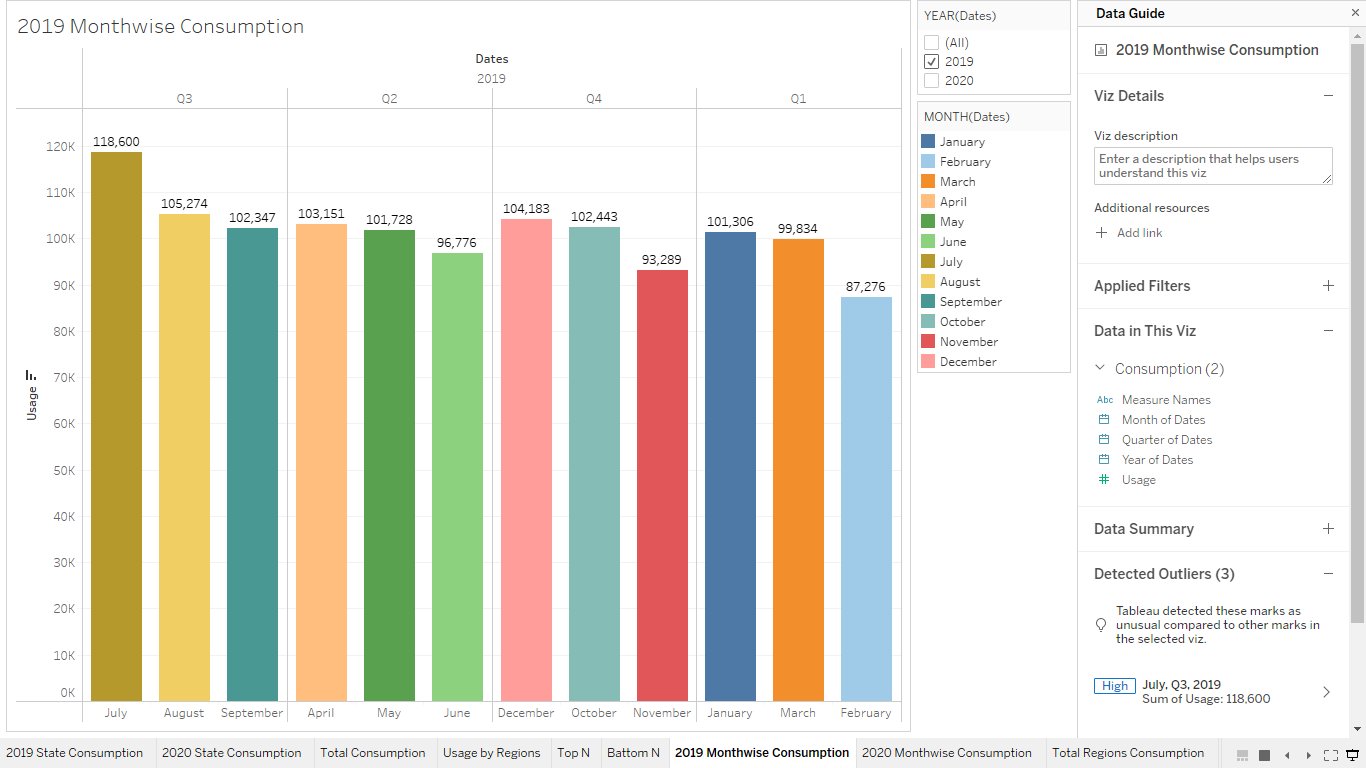 2019 Monthwise Consumption
Dates
2019
Q3 Q2 Q4 Q1
Usage
120K
110K
100K
90K
80K
70K
60K
50K
40K
30K
20K
10K
0K
118,600 105,274 102,347 103,151 101,728 96,776 104,183 102,443 93,289 101,306 99,834 87,276
July August September April May June December October November January March February
YEAR(Dates)
(All)
2019
2020
MONTH(Dates)
January
February
March
April
May
June
July
August
September
October
November
December
Data Guide
2019 Monthwise Consumption
Viz Details
Viz description
Enter a description that helps users
understand this viz
Additional resources
Add link
Applied Filters
Data in This Viz
Consumption (2)
Abc Measure Names
Month of Dates
Quarter of Dates
Year of Dates
Usage
Data Summary
Detected Outliers (3)
Tableau detected these marks as
unusual compared to other marks in
the selected viz.
High July, Q3, 2019
Sum of Usage: 118,600
2019 State Consumption 2020 State Consumption Total Consumption Usage by Regions Top N Battom N 2019 Monthwise Consumption 2020 Monthwise Consumption Total Regions Consumption